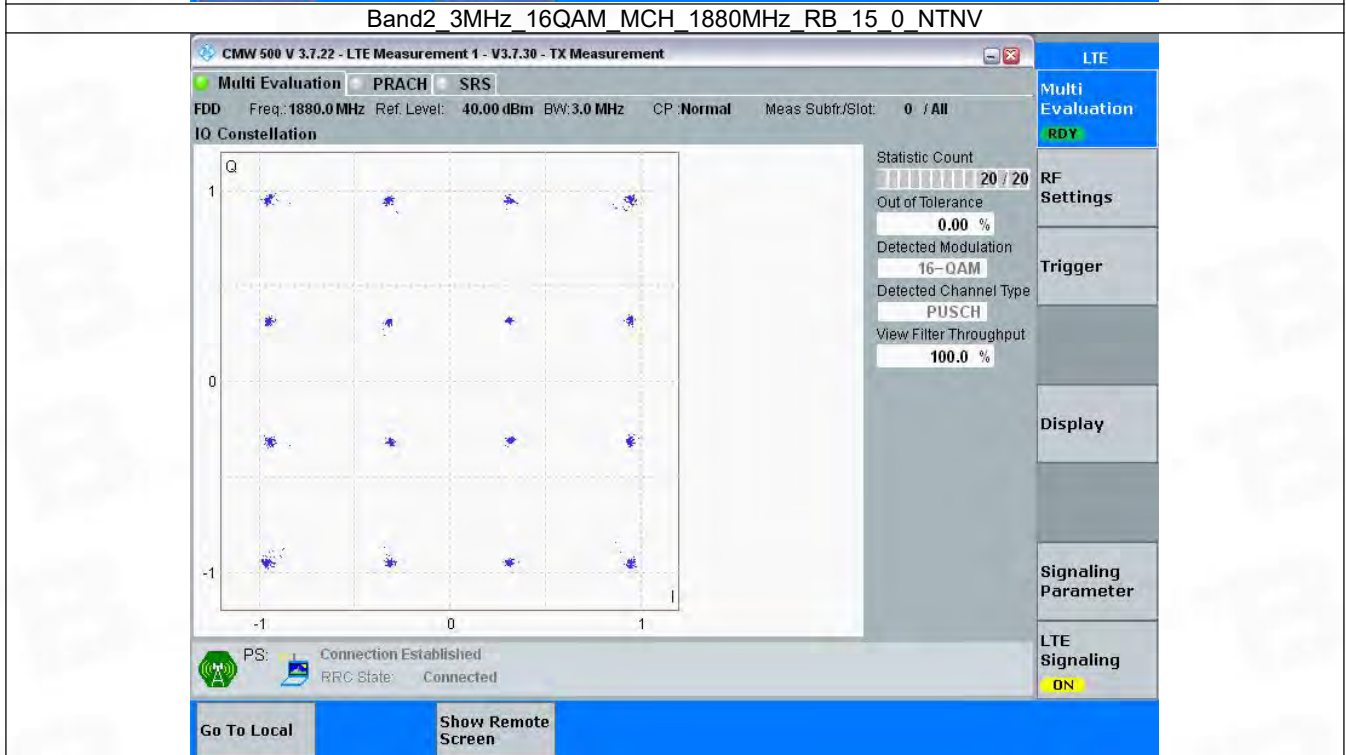 Band2_3MHz_16QAM_MCH_1880MHz_RB_15_0_NTNV
CMW 500 V 3.7.22 - LTE Measurement 1 - V3.7.30 - TX Measurement
LTE
Multi Evaluation PRACH SRS
Multi
Evaluation
RDY
FDD Freq.: 1880.0 MHz Ref. Level: 40.00 dBm BW: 3.0 MHz CP :Normal Meas Subfr./Slot: 0 / All
IQ Constellation
Q
1
0
-1
I
-1 0 1
Statistic Count
20 / 20
Out of Tolerance
0.00 %
Detected Modulation
16-QAM
Detected Channel Type
PUSCH
View Filter Throughput
100.0 %
RF
Settings
Trigger
Display
Signaling
Parameter
LTE
Signaling
ON
PS: Connection Established
RRC State: Connected
Go To Local
Show Remote
Screen